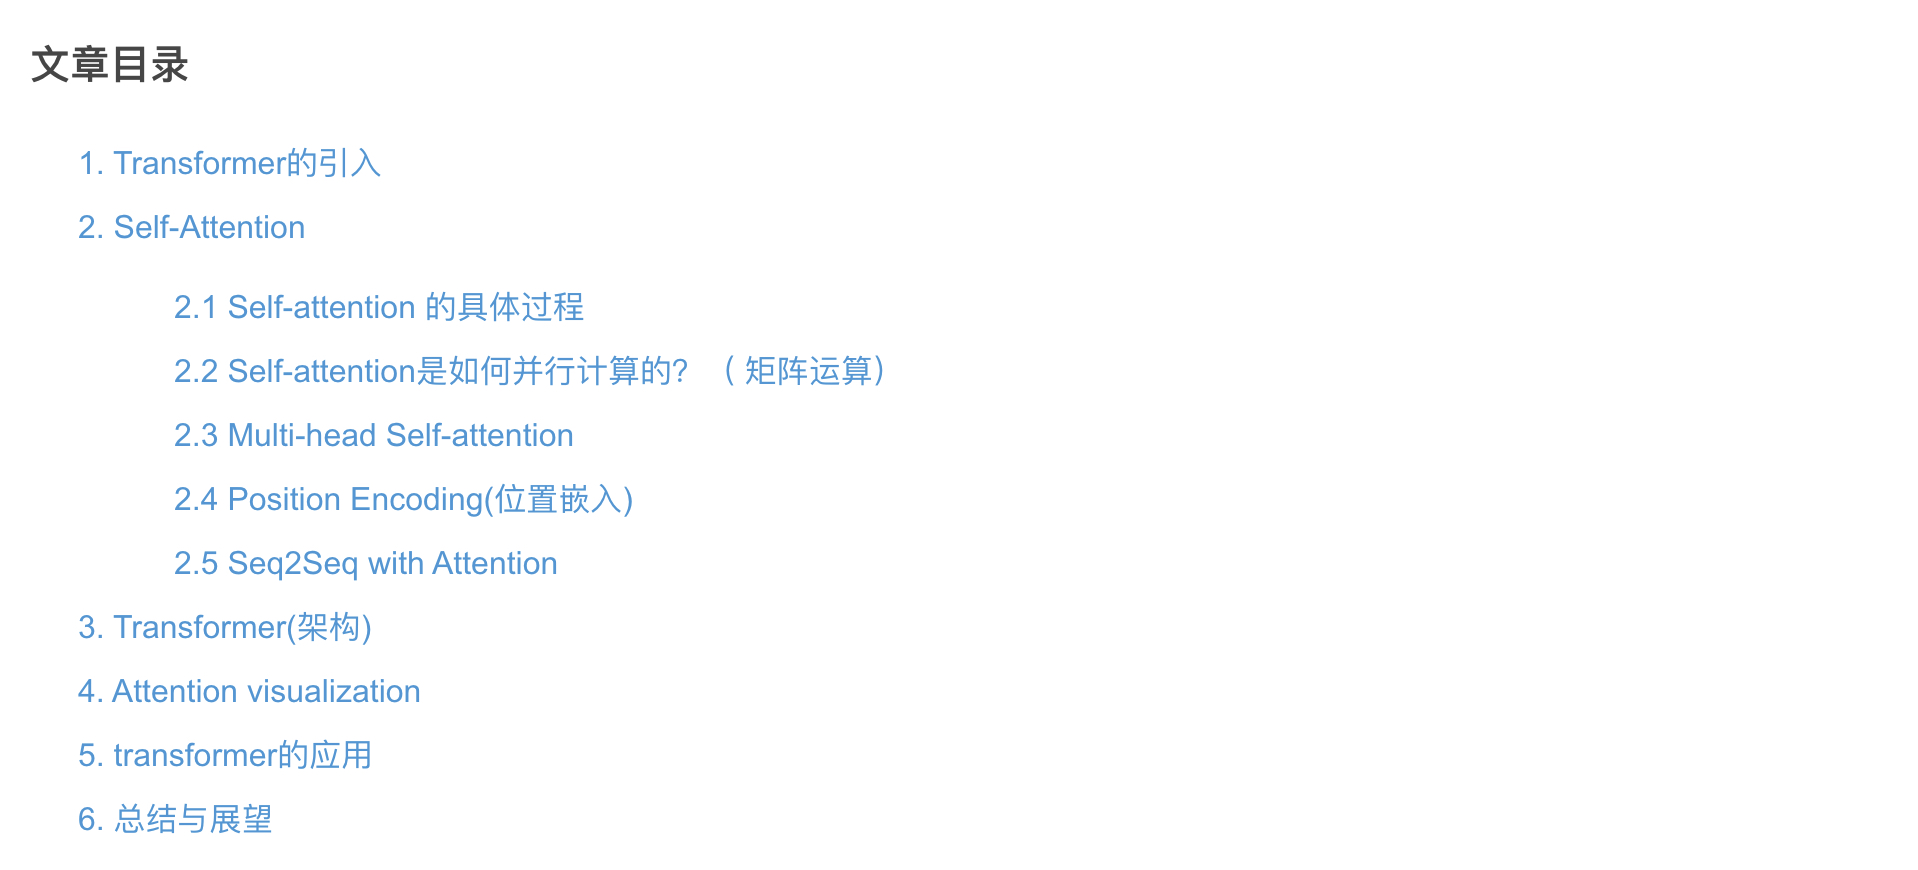 文章目录
1. Transformer的引入
2. Self-Attention
2.1 Self-attention 的具体过程
2.2 Self-attention是如何并行计算的？（ 矩阵运算）
2.3 Multi-head Self-attention
2.4 Position Encoding(位置嵌入)
2.5 Seq2Seq with Attention
3. Transformer(架构)
4. Attention visualization
5. transformer的应用
6. 总结与展望